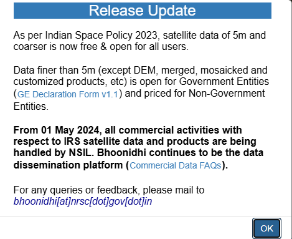 Release Update
As per Indian Space Policy 2023, satellite data of 5m and
coarser is now free & open for all users.
Data finer than 5m (except DEM, merged, mosaicked and
customized products, etc) is open for Government Entities
(GE Declaration Form v1.1) and priced for Non-Government
Entities.
From 01 May 2024, all commercial activities with
respect to IRS satellite data and products are being
handled by NSIL. Bhoonidhi continues to be the data
dissemination platform (Commercial Data FAQs).
For any queries or feedback, please mail to
bhoonidhi[at]nrsc[dot]gov[dot]in
OK